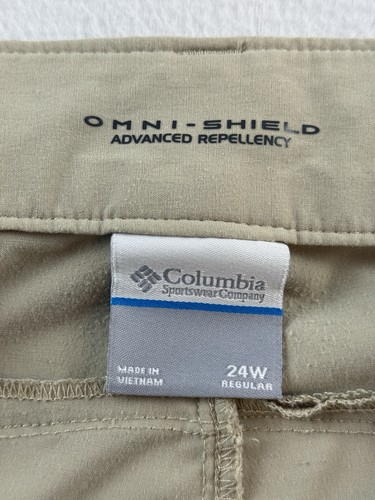 OMNI-SHIELD
ADVANCED REPELLENCY
Columbia
Sportswear Company
MADE IN
VIETNAM
24W
REGULAR